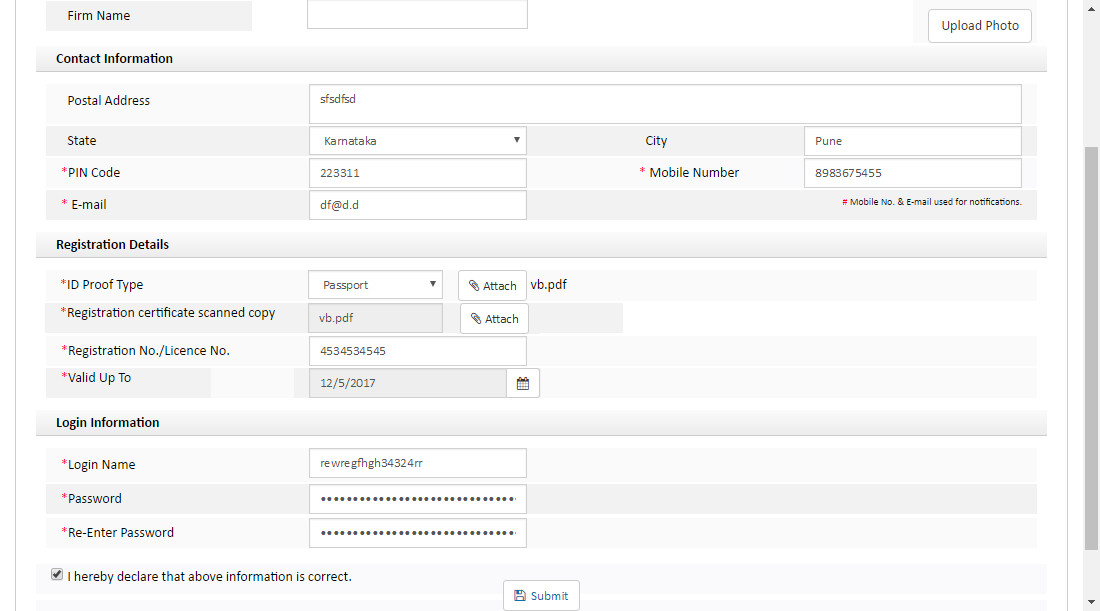 Firm Name
Upload Photo
Contact Information
Postal Address sfsdfsd
State Karnataka City Pune
*PIN Code 223311 * Mobile Number 8983675455
* E-mail df@d.d # Mobile No. & E-mail used for notifications.
Registration Details
*ID Proof Type Passport Attach vb.pdf
*Registration certificate scanned copy vb.pdf Attach
*Registration No./Licence No. 4534534545
*Valid Up To 12/5/2017
Login Information
*Login Name rewregfhgh34324rr
*Password
*Re-Enter Password
I hereby declare that above information is correct.
Submit